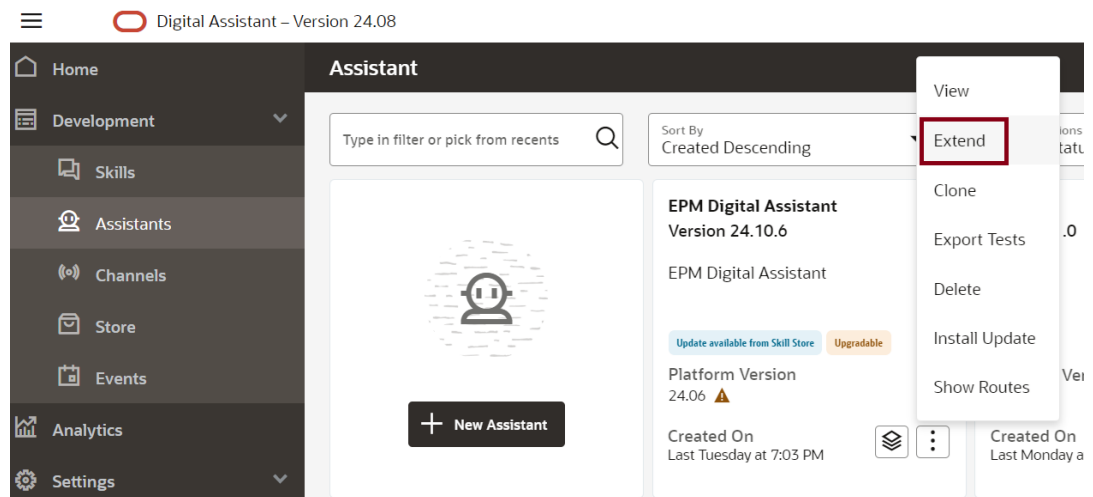 Digital Assistant – Version 24.08
Home
Development
Skills
Assistants
Channels
Store
Events
Analytics
Settings
Assistant
Type in filter or pick from recents
Sort By
Created Descending
New Assistant
EPM Digital Assistant
Version 24.10.6
EPM Digital Assistant
Update available from Skill Store
Upgradable
Platform Version
24.06
Created On
Last Tuesday at 7:03 PM
View
Extend
Clone
Export Tests
Delete
Install Update
Show Routes
.0
Created On
Last Monday a